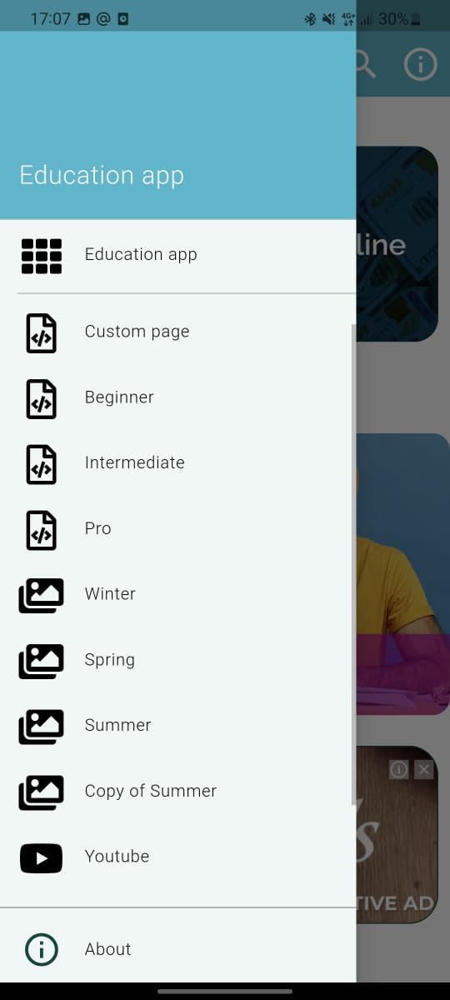 17:07
4G+
30%
Education app
Education app
line
Custom page
Beginner
Intermediate
Pro
Winter
Spring
Summer
Copy of Summer
Youtube
TIVE AD
About